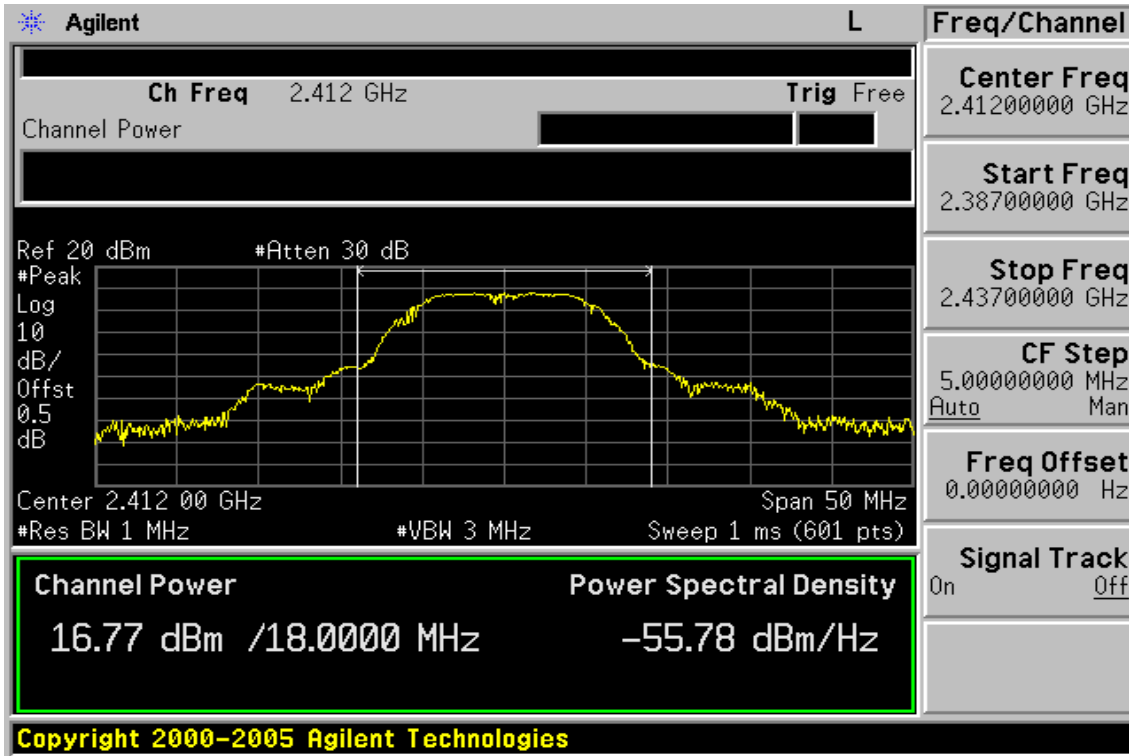 Agilent L
Ch Freq 2.412 GHz Trig Free
Channel Power
Ref 20 dBm #Atten 30 dB
#Peak
Log
10
dB/
Offst
0.5
dB
Center 2.412 00 GHz Span 50 MHz
#Res BW 1 MHz #VBW 3 MHz Sweep 1 ms (601 pts)
Channel Power Power Spectral Density
16.77 dBm /18.0000 MHz -55.78 dBm/Hz
Copyright 2000-2005 Agilent Technologies
Freq/Channel
Center Freq
2.41200000 GHz
Start Freq
2.38700000 GHz
Stop Freq
2.43700000 GHz
CF Step
5.00000000 MHz
Auto Man
Freq Offset
0.00000000 Hz
Signal Track
On Off